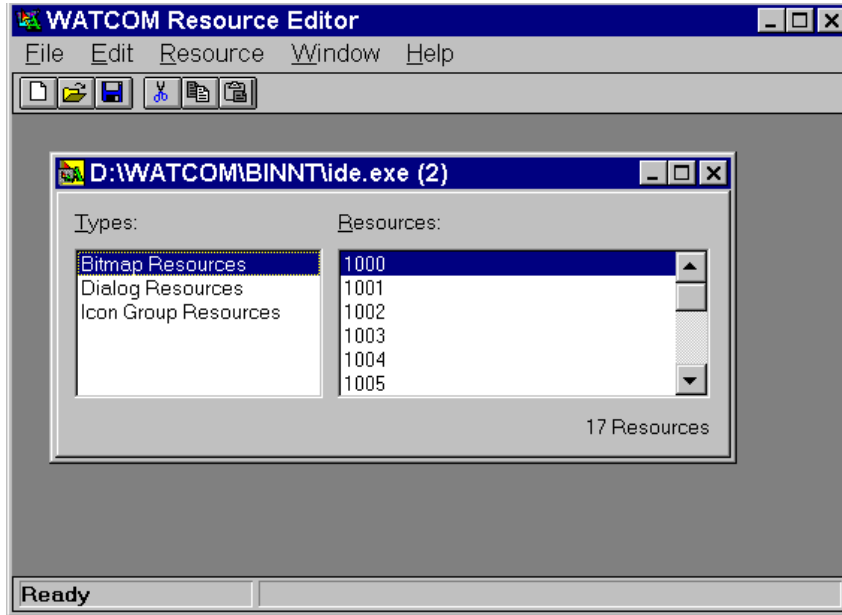 WATCOM Resource Editor
File Edit Resource Window Help
D:\WATCOM\BINNT\ide.exe (2)
Types: Resources:
Bitmap Resources 1000
Dialog Resources 1001
Icon Group Resources 1002
1003
1004
1005
17 Resources
Ready